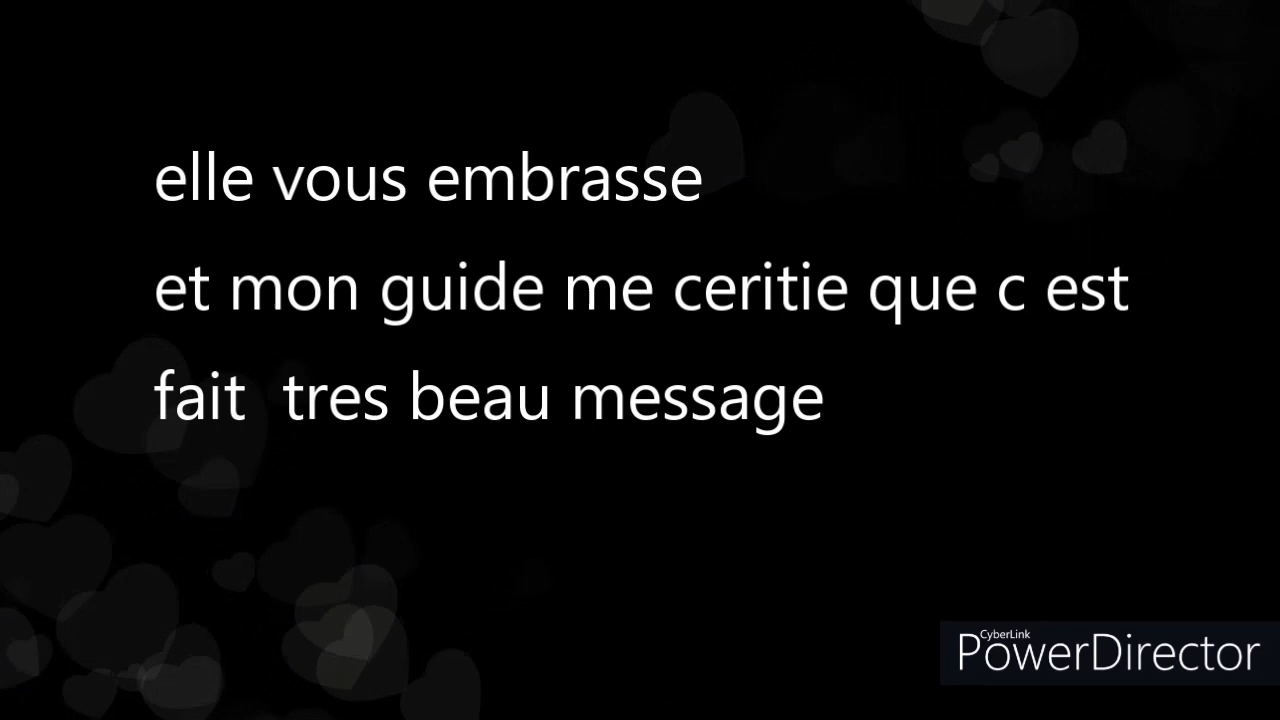 elle vous embrasse
et mon guide me ceritie que c est
fait  tres beau message
CyberLink
PowerDirector